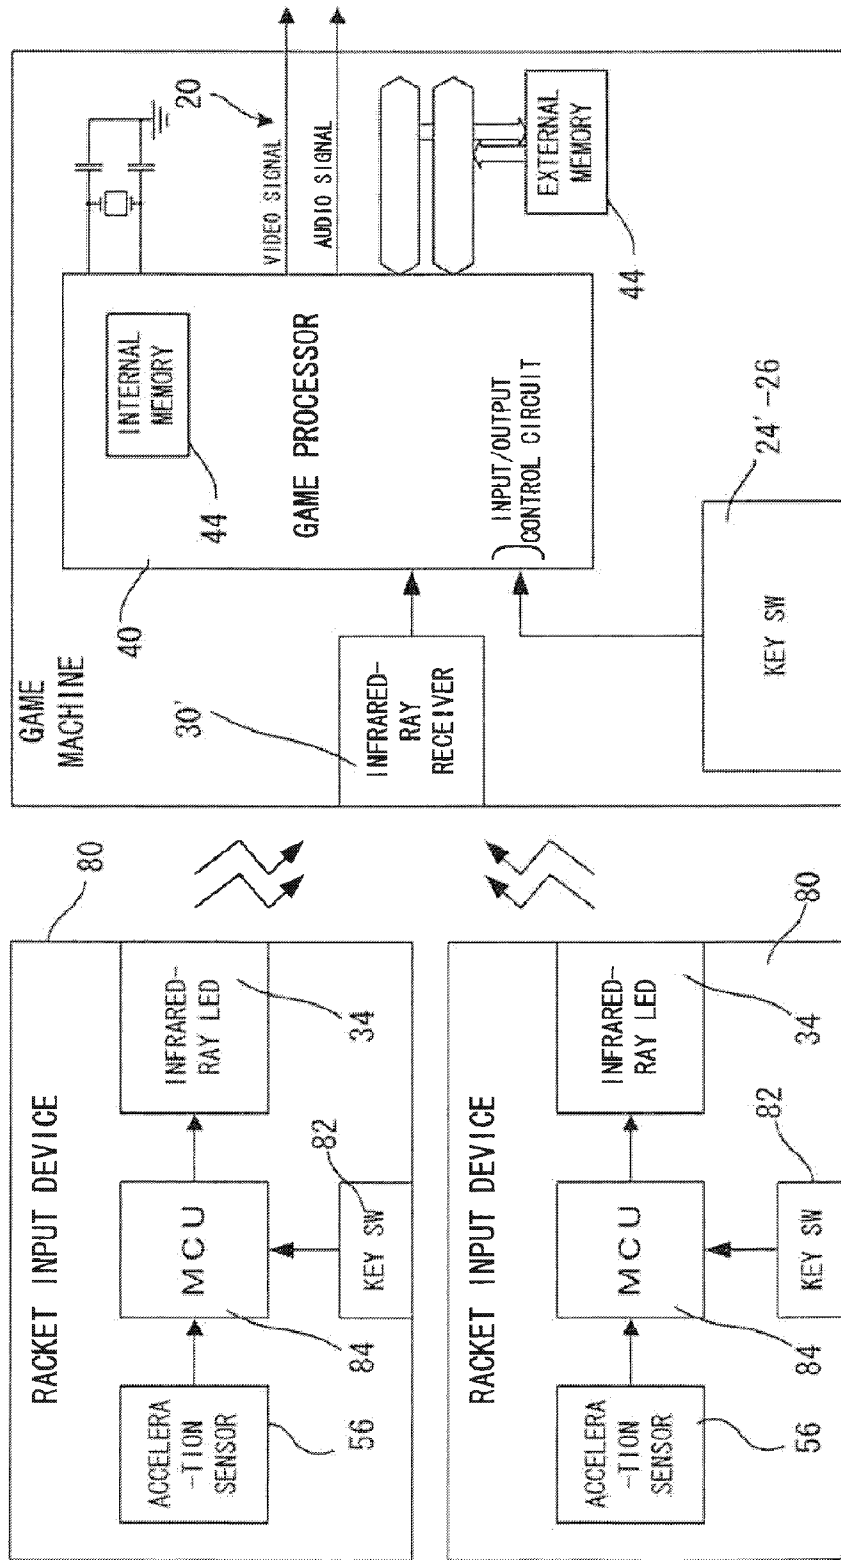 RACKET INPUT DEVICE
80
ACCELERA
-TION
SENSOR
56
MCU
84
INFRARED-
RAY LED
34
KEY SW
82
RACKET INPUT DEVICE
80
ACCELERA
-TION
SENSOR
56
MCU
84
INFRARED-
RAY LED
34
KEY SW
82
GAME
MACHINE
40
30'
INFRARED-
RAY
RECEIVER
INTERNAL
MEMORY
44
GAME PROCESSOR
INPUT/OUTPUT
CONTROL CIRCUIT
20
VIDEO SIGNAL
AUDIO SIGNAL
EXTERNAL
MEMORY
44
KEY SW
24'-26